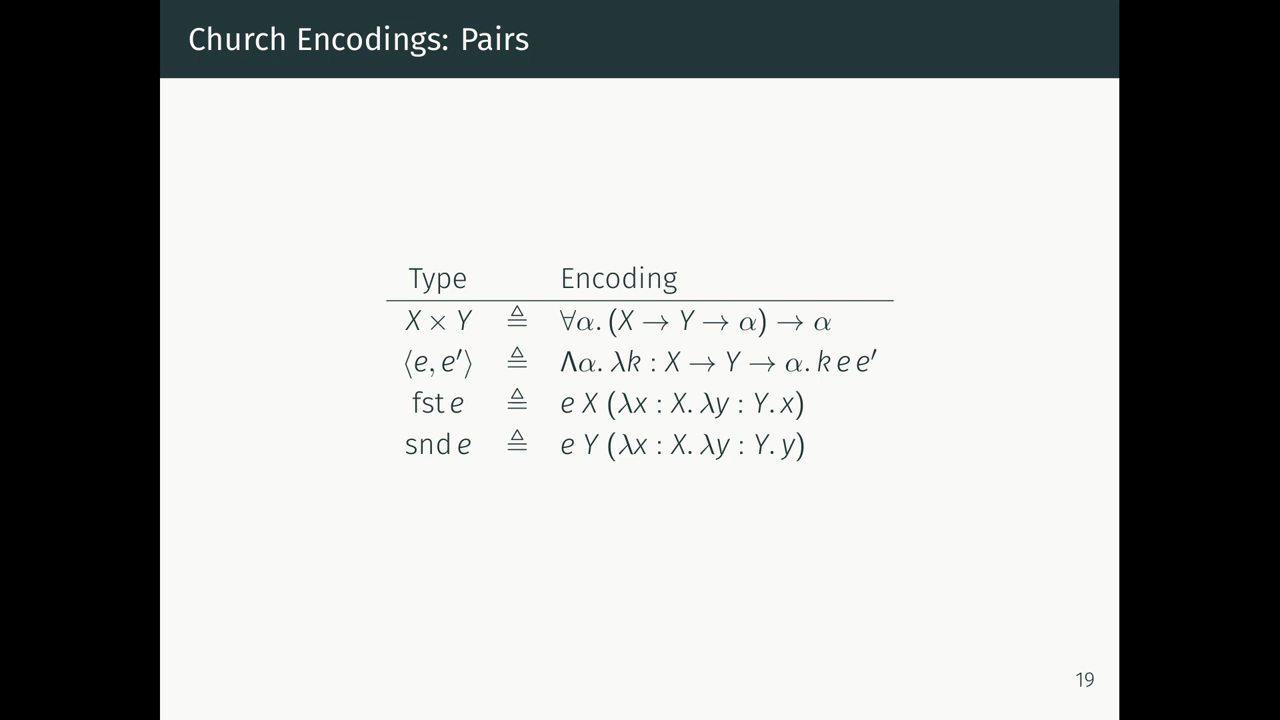 Church Encodings: Pairs
Type Encoding
X × Y ≜ ∀α. (X → Y → α) → α
⟨e, e′⟩ ≜ Λα. λk : X → Y → α. k e e′
fst e ≜ e X (λx : X. λy : Y. x)
snd e ≜ e Y (λx : X. λy : Y. y)
19